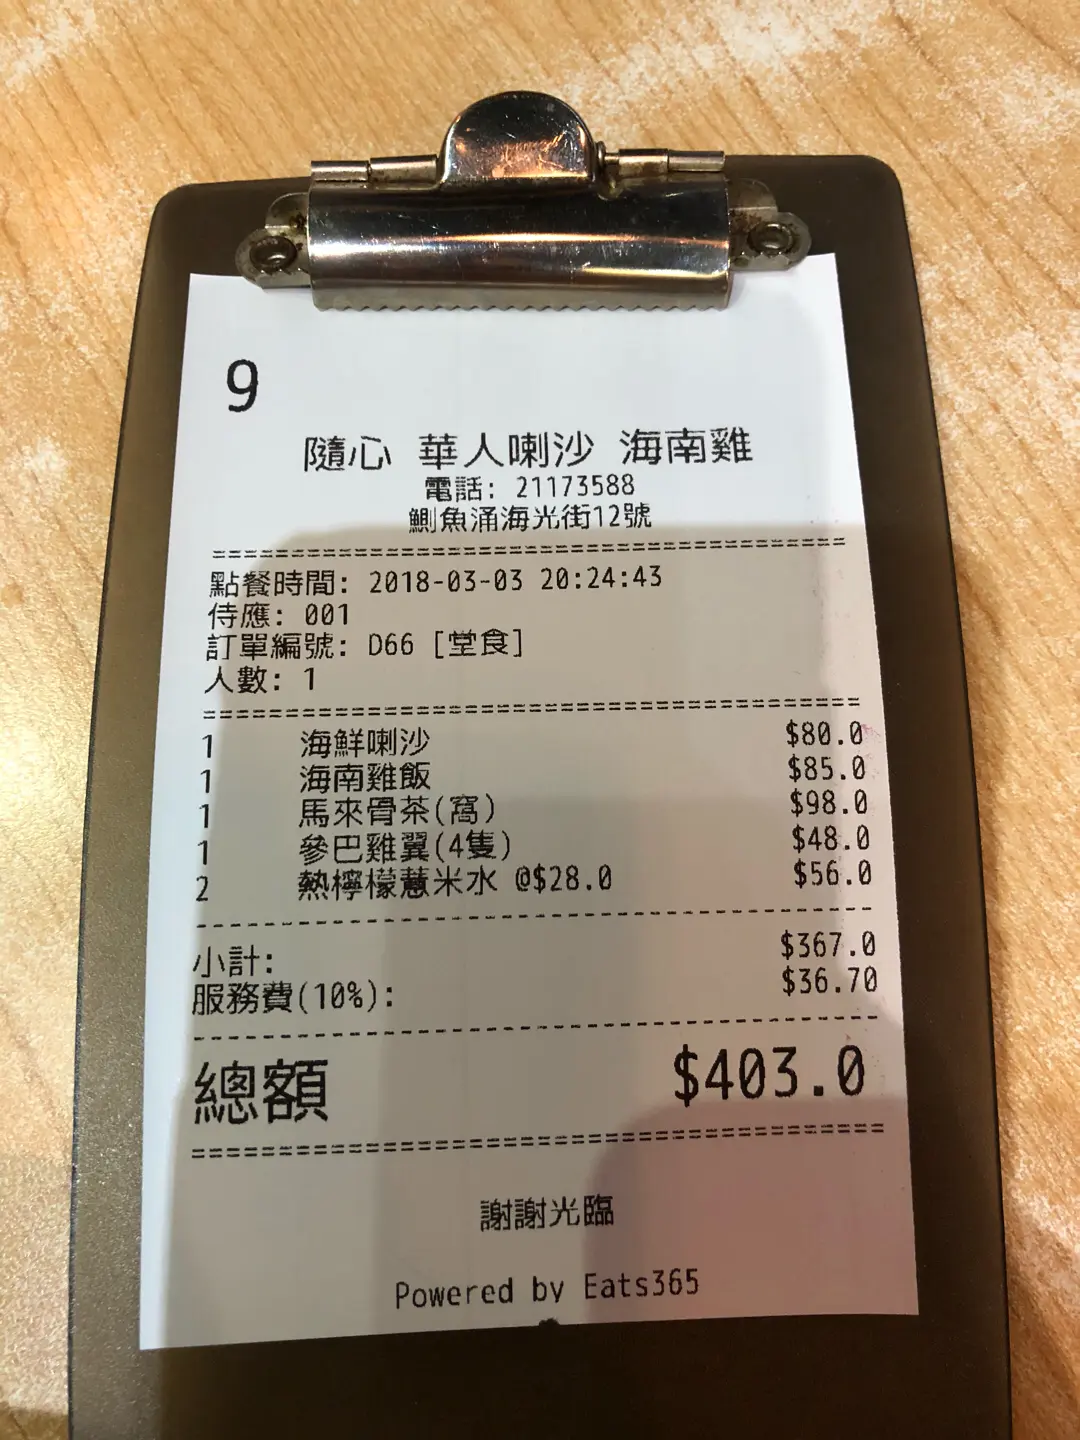 9
隨心 華人喇沙 海南雞
電話: 21173588
鰂魚涌海光街12號
===========================================
點餐時間: 2018-03-03 20:24:43
侍應: 001
訂單編號: D66 [堂食]
人數: 1
===========================================
1 海鮮喇沙 $80.0
1 海南雞飯 $85.0
1 馬來骨茶(窩) $98.0
1 參巴雞翼(4隻) $48.0
2 熱檸檬薏米水 @$28.0 $56.0
-------------------------------------------
小計: $367.0
服務費(10%): $36.70
-------------------------------------------
總額 $403.0
===========================================
謝謝光臨
Powered by Eats365